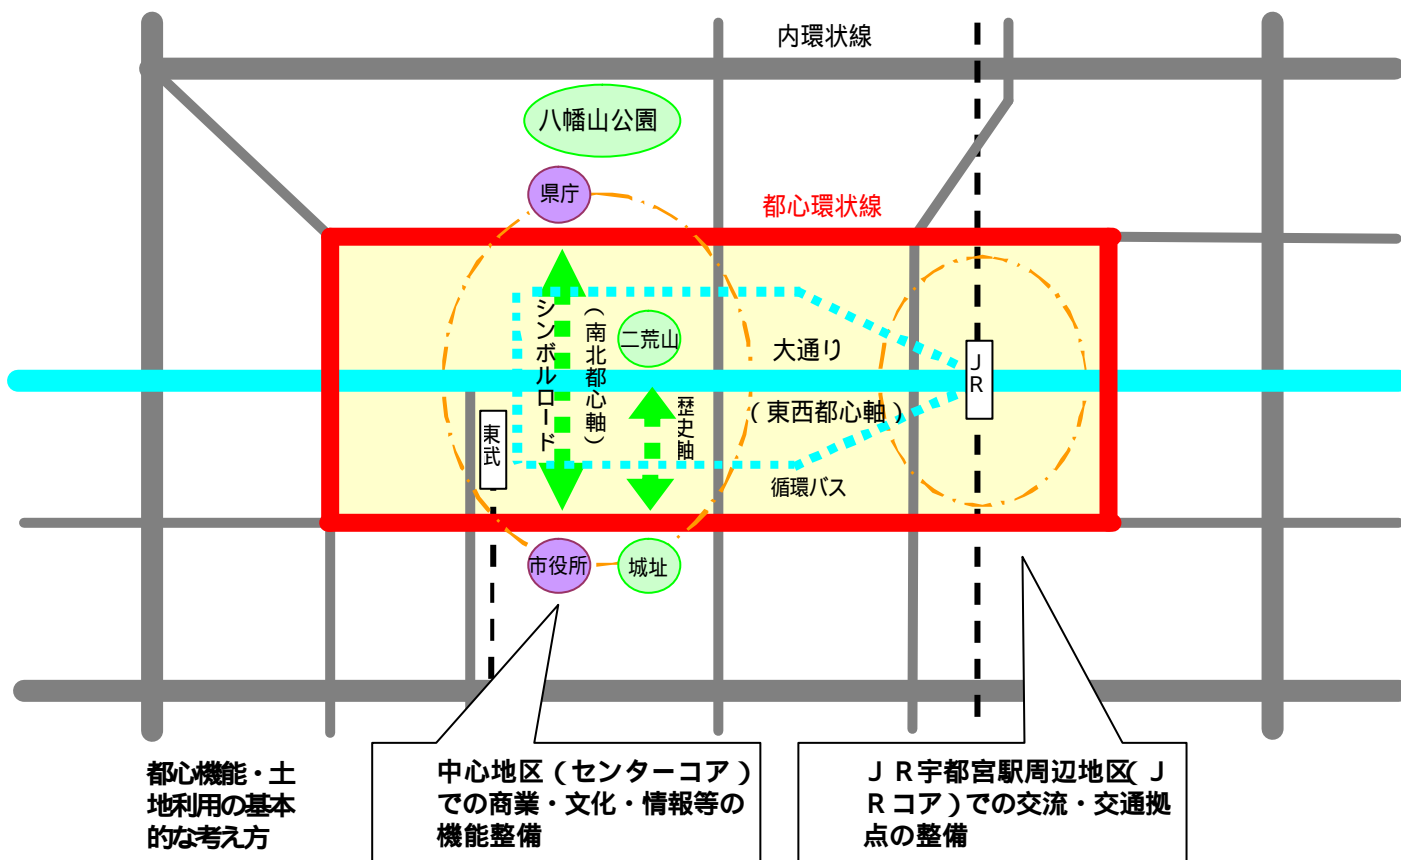 内環状線
八幡山公園
県庁
都心環状線
シンボルロード
（南北都心軸）
二荒山
大通り
ＪＲ
（東西都心軸）
歴史軸
東武
循環バス
市役所
城址
都心機能・土
地利用の基本
的な考え方
中心地区（センターコア）
での商業・文化・情報等の
機能整備
ＪＲ宇都宮駅周辺地区（Ｊ
Ｒコア）での交流・交通拠
点の整備